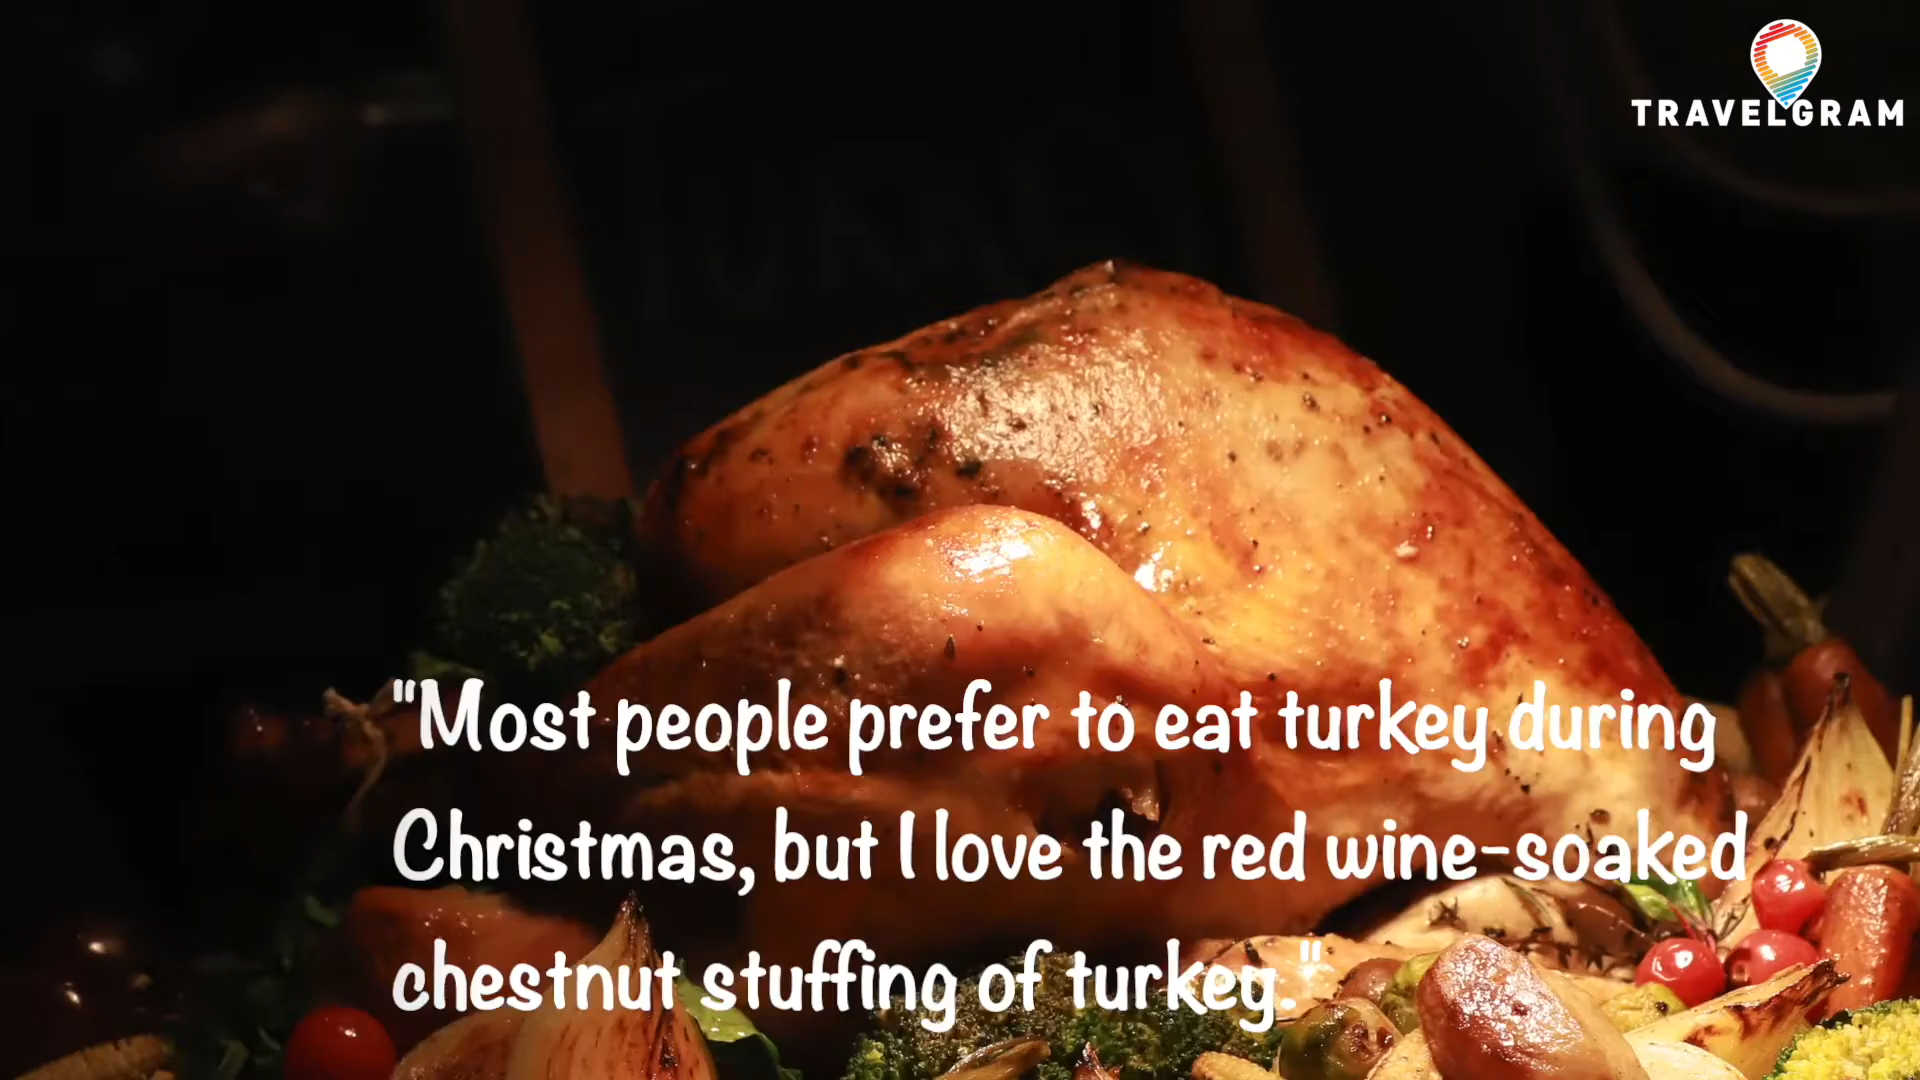 TRAVELGRAM
"Most people prefer to eat turkey during
Christmas, but I love the red wine-soaked
chestnut stuffing of turkey."